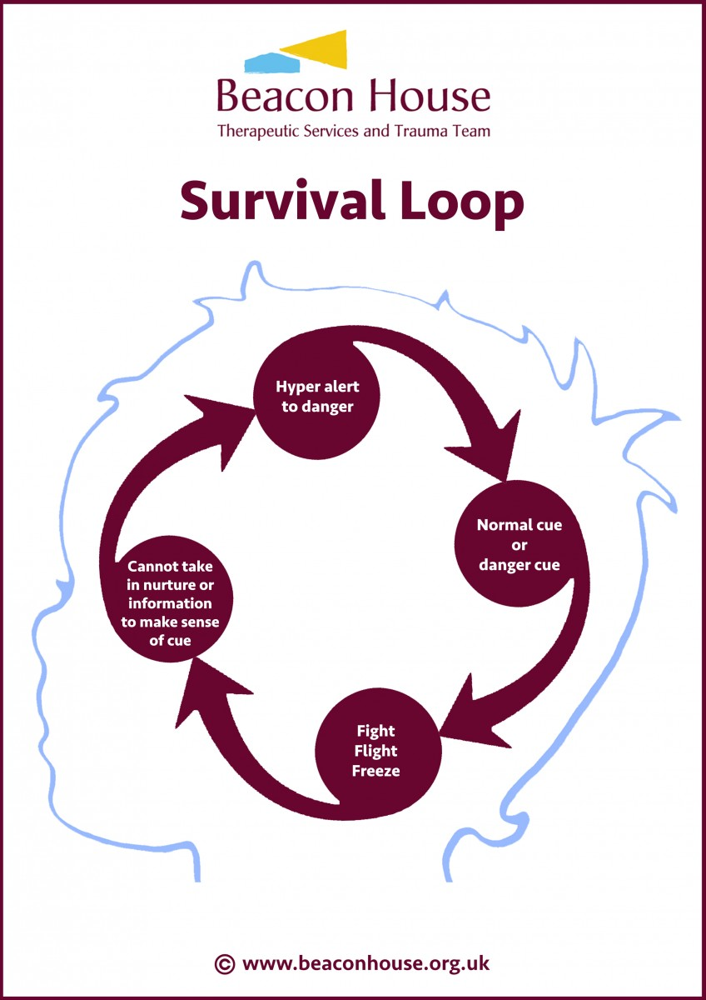 Beacon House
Therapeutic Services and Trauma Team
Survival Loop
Hyper alert
to danger
Normal cue
or
danger cue
Fight
Flight
Freeze
Cannot take
in nurture or
information
to make sense
of cue
© www.beaconhouse.org.uk